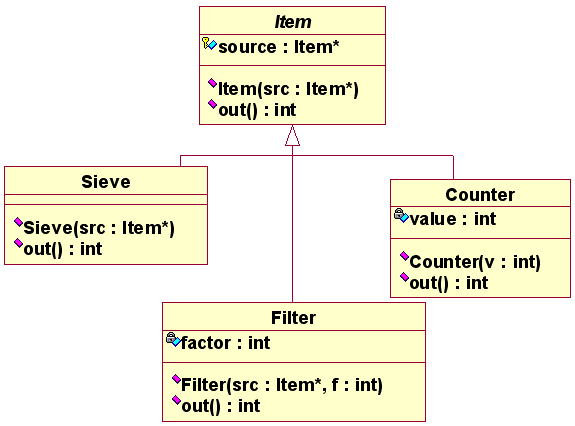 Item
source : Item*
Item(src : Item*)
out() : int
Sieve
Sieve(src : Item*)
out() : int
Counter
value : int
Counter(v : int)
out() : int
Filter
factor : int
Filter(src : Item*, f : int)
out() : int